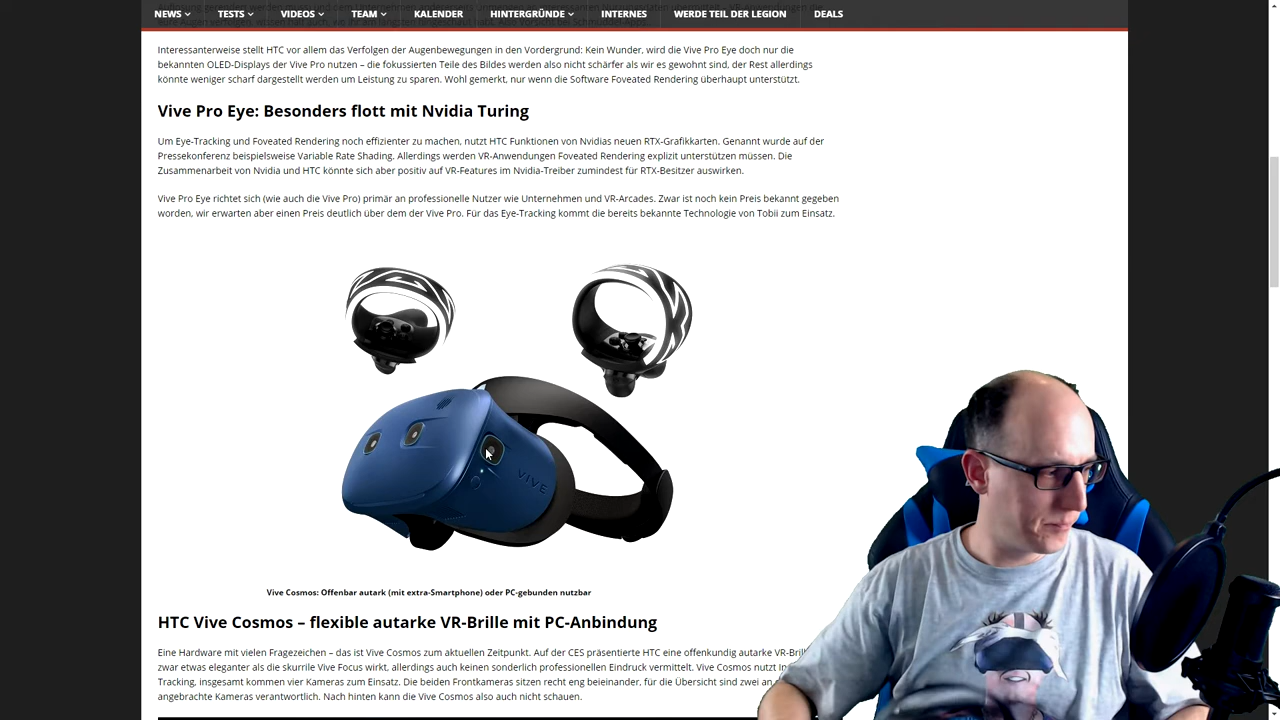 NEWS TESTS VIDEOS TEAM KALENDER HINTERGRÜNDE INTERNES WERDE TEIL DER LEGION DEALS
Interessanterweise stellt HTC vor allem das Verfolgen der Augenbewegungen in den Vordergrund: Kein Wunder, wird die Vive Pro Eye doch nur die
bekannten OLED-Displays der Vive Pro nutzen – die fokussierten Teile des Bildes werden also nicht schärfer als wir es gewohnt sind, der Rest allerdings
könnte weniger scharf dargestellt werden um Leistung zu sparen. Wohl gemerkt, nur wenn die Software Foveated Rendering überhaupt unterstützt.
Vive Pro Eye: Besonders flott mit Nvidia Turing
Um Eye-Tracking und Foveated Rendering noch effizienter zu machen, nutzt HTC Funktionen von Nvidias neuen RTX-Grafikkarten. Genannt wurde auf der
Pressekonferenz beispielsweise Variable Rate Shading. Allerdings werden VR-Anwendungen Foveated Rendering explizit unterstützen müssen. Die
Zusammenarbeit von Nvidia und HTC könnte sich aber positiv auf VR-Features im Nvidia-Treiber zumindest für RTX-Besitzer auswirken.
Vive Pro Eye richtet sich (wie auch die Vive Pro) primär an professionelle Nutzer wie Unternehmen und VR-Arcades. Zwar ist noch kein Preis bekannt gegeben
worden, wir erwarten aber einen Preis deutlich über dem der Vive Pro. Für das Eye-Tracking kommt die bereits bekannte Technologie von Tobii zum Einsatz.
VIVE
Vive Cosmos: Offenbar autark (mit extra-Smartphone) oder PC-gebunden nutzbar
HTC Vive Cosmos – flexible autarke VR-Brille mit PC-Anbindung
Eine Hardware mit vielen Fragezeichen – das ist Vive Cosmos zum aktuellen Zeitpunkt. Auf der CES präsentierte HTC eine offenkundig autarke
zwar etwas eleganter als die skurrile Vive Focus wirkt, allerdings auch keinen sonderlich professionellen Eindruck vermittelt. Vive Cosmos nutzt
Tracking, insgesamt kommen vier Kameras zum Einsatz. Die beiden Frontkameras sitzen recht eng beieinander, für die Übersicht sind zwei
angebrachte Kameras verantwortlich. Nach hinten kann die Vive Cosmos also auch nicht schauen.